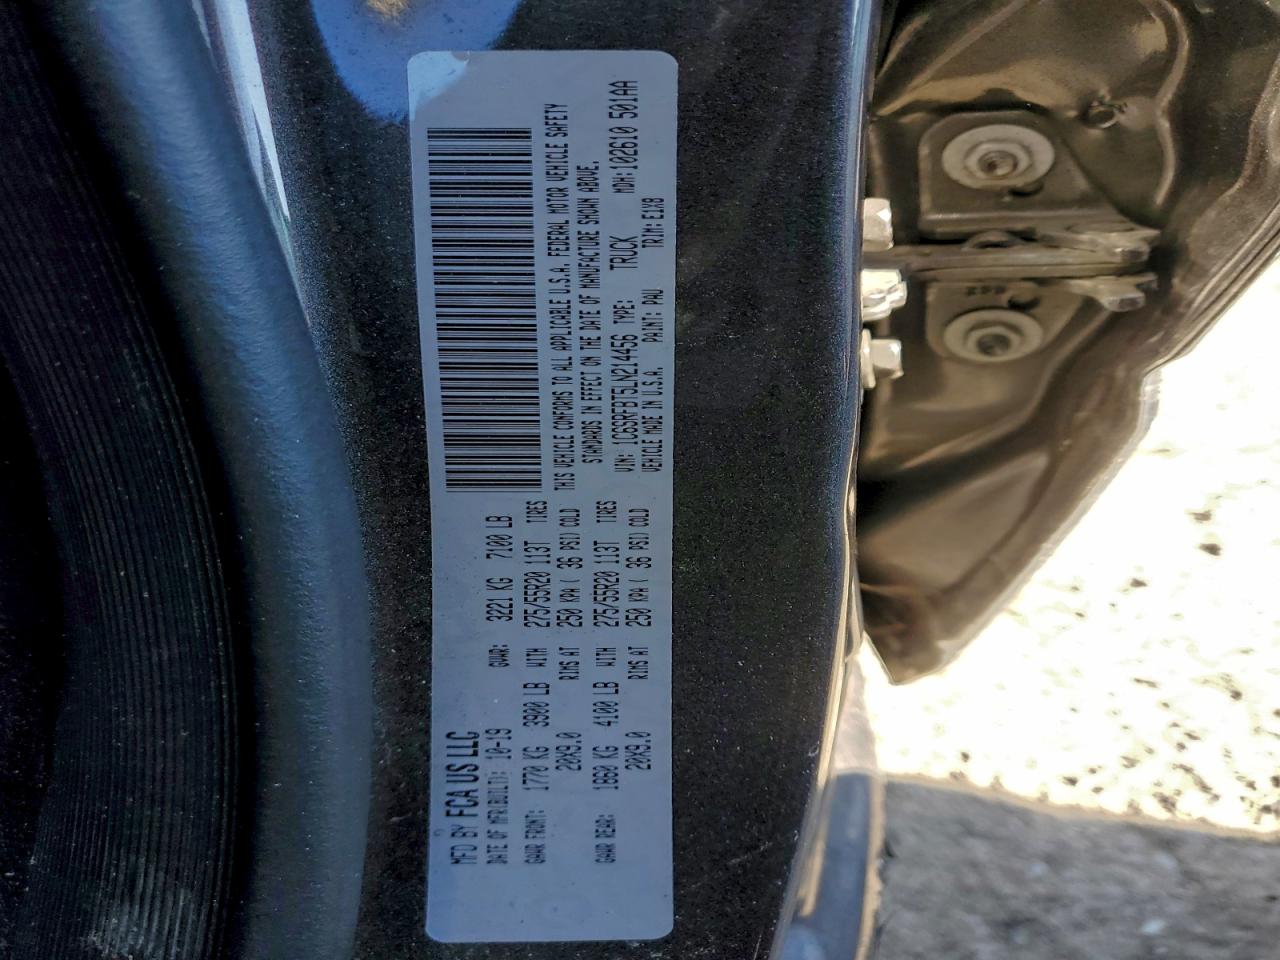 MFD BY FCA US LLC
DATE OF MFR(BUILT): 10-19 GVWR: 3221 KG 7100 LB
GAWR FRONT: 1770 KG 3900 LB WITH 275/55R20 113T TIRES
20X9.0 RIMS AT 250 KPA ( 36 PSI) COLD
GAWR REAR: 1860 KG 4100 LB WITH 275/55R20 113T TIRES
20X9.0 RIMS AT 250 KPA ( 36 PSI) COLD
THIS VEHICLE CONFORMS TO ALL APPLICABLE U.S.A. FEDERAL MOTOR VEHICLE SAFETY
STANDARDS IN EFFECT ON THE DATE OF MANUFACTURE SHOWN ABOVE.
VIN: 1C6SRFBT5LN214456 TYPE: TRUCK MDH: 102610 501AA
VEHICLE MADE IN U.S.A. PAINT: PAU TRIM: E1X8